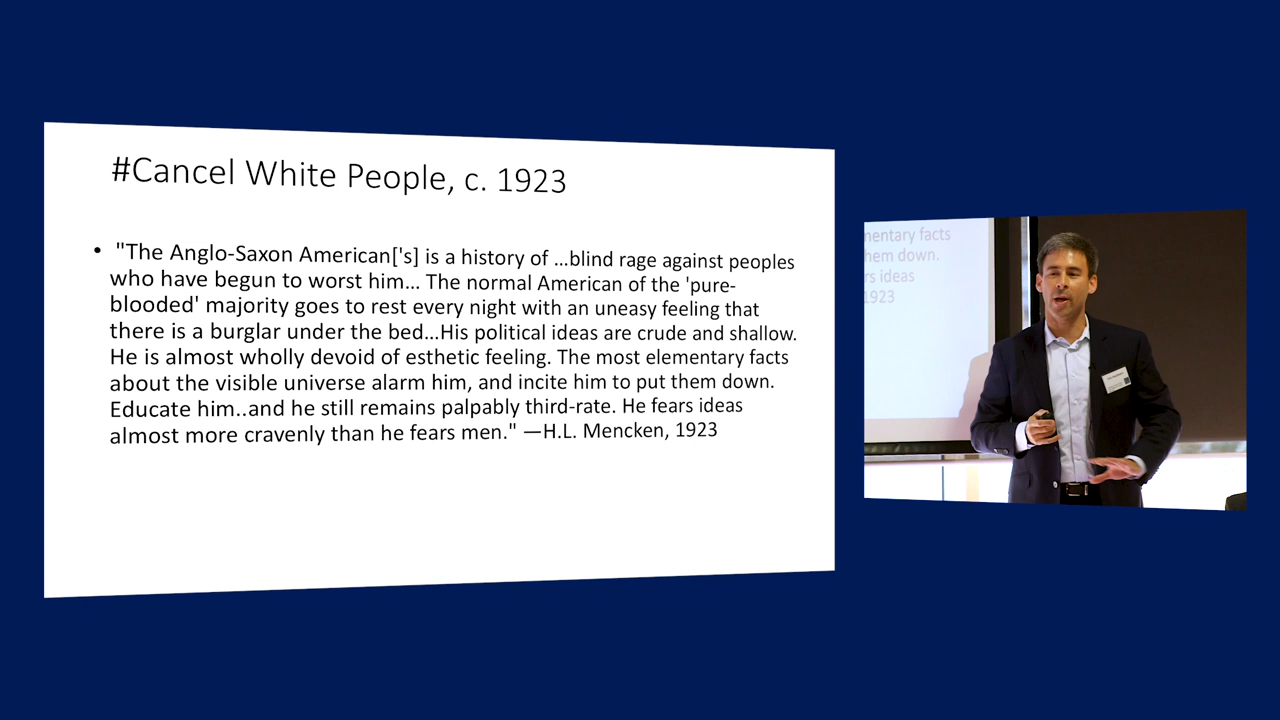 #Cancel White People, c. 1923
• "The Anglo-Saxon American['s] is a history of …blind rage against peoples
who have begun to worst him… The normal American of the 'pure-
blooded' majority goes to rest every night with an uneasy feeling that
there is a burglar under the bed…His political ideas are crude and shallow.
He is almost wholly devoid of esthetic feeling. The most elementary facts
about the visible universe alarm him, and incite him to put them down.
Educate him..and he still remains palpably third-rate. He fears ideas
almost more cravenly than he fears men." —H.L. Mencken, 1923
mentary facts
hem down.
rs ideas
1923